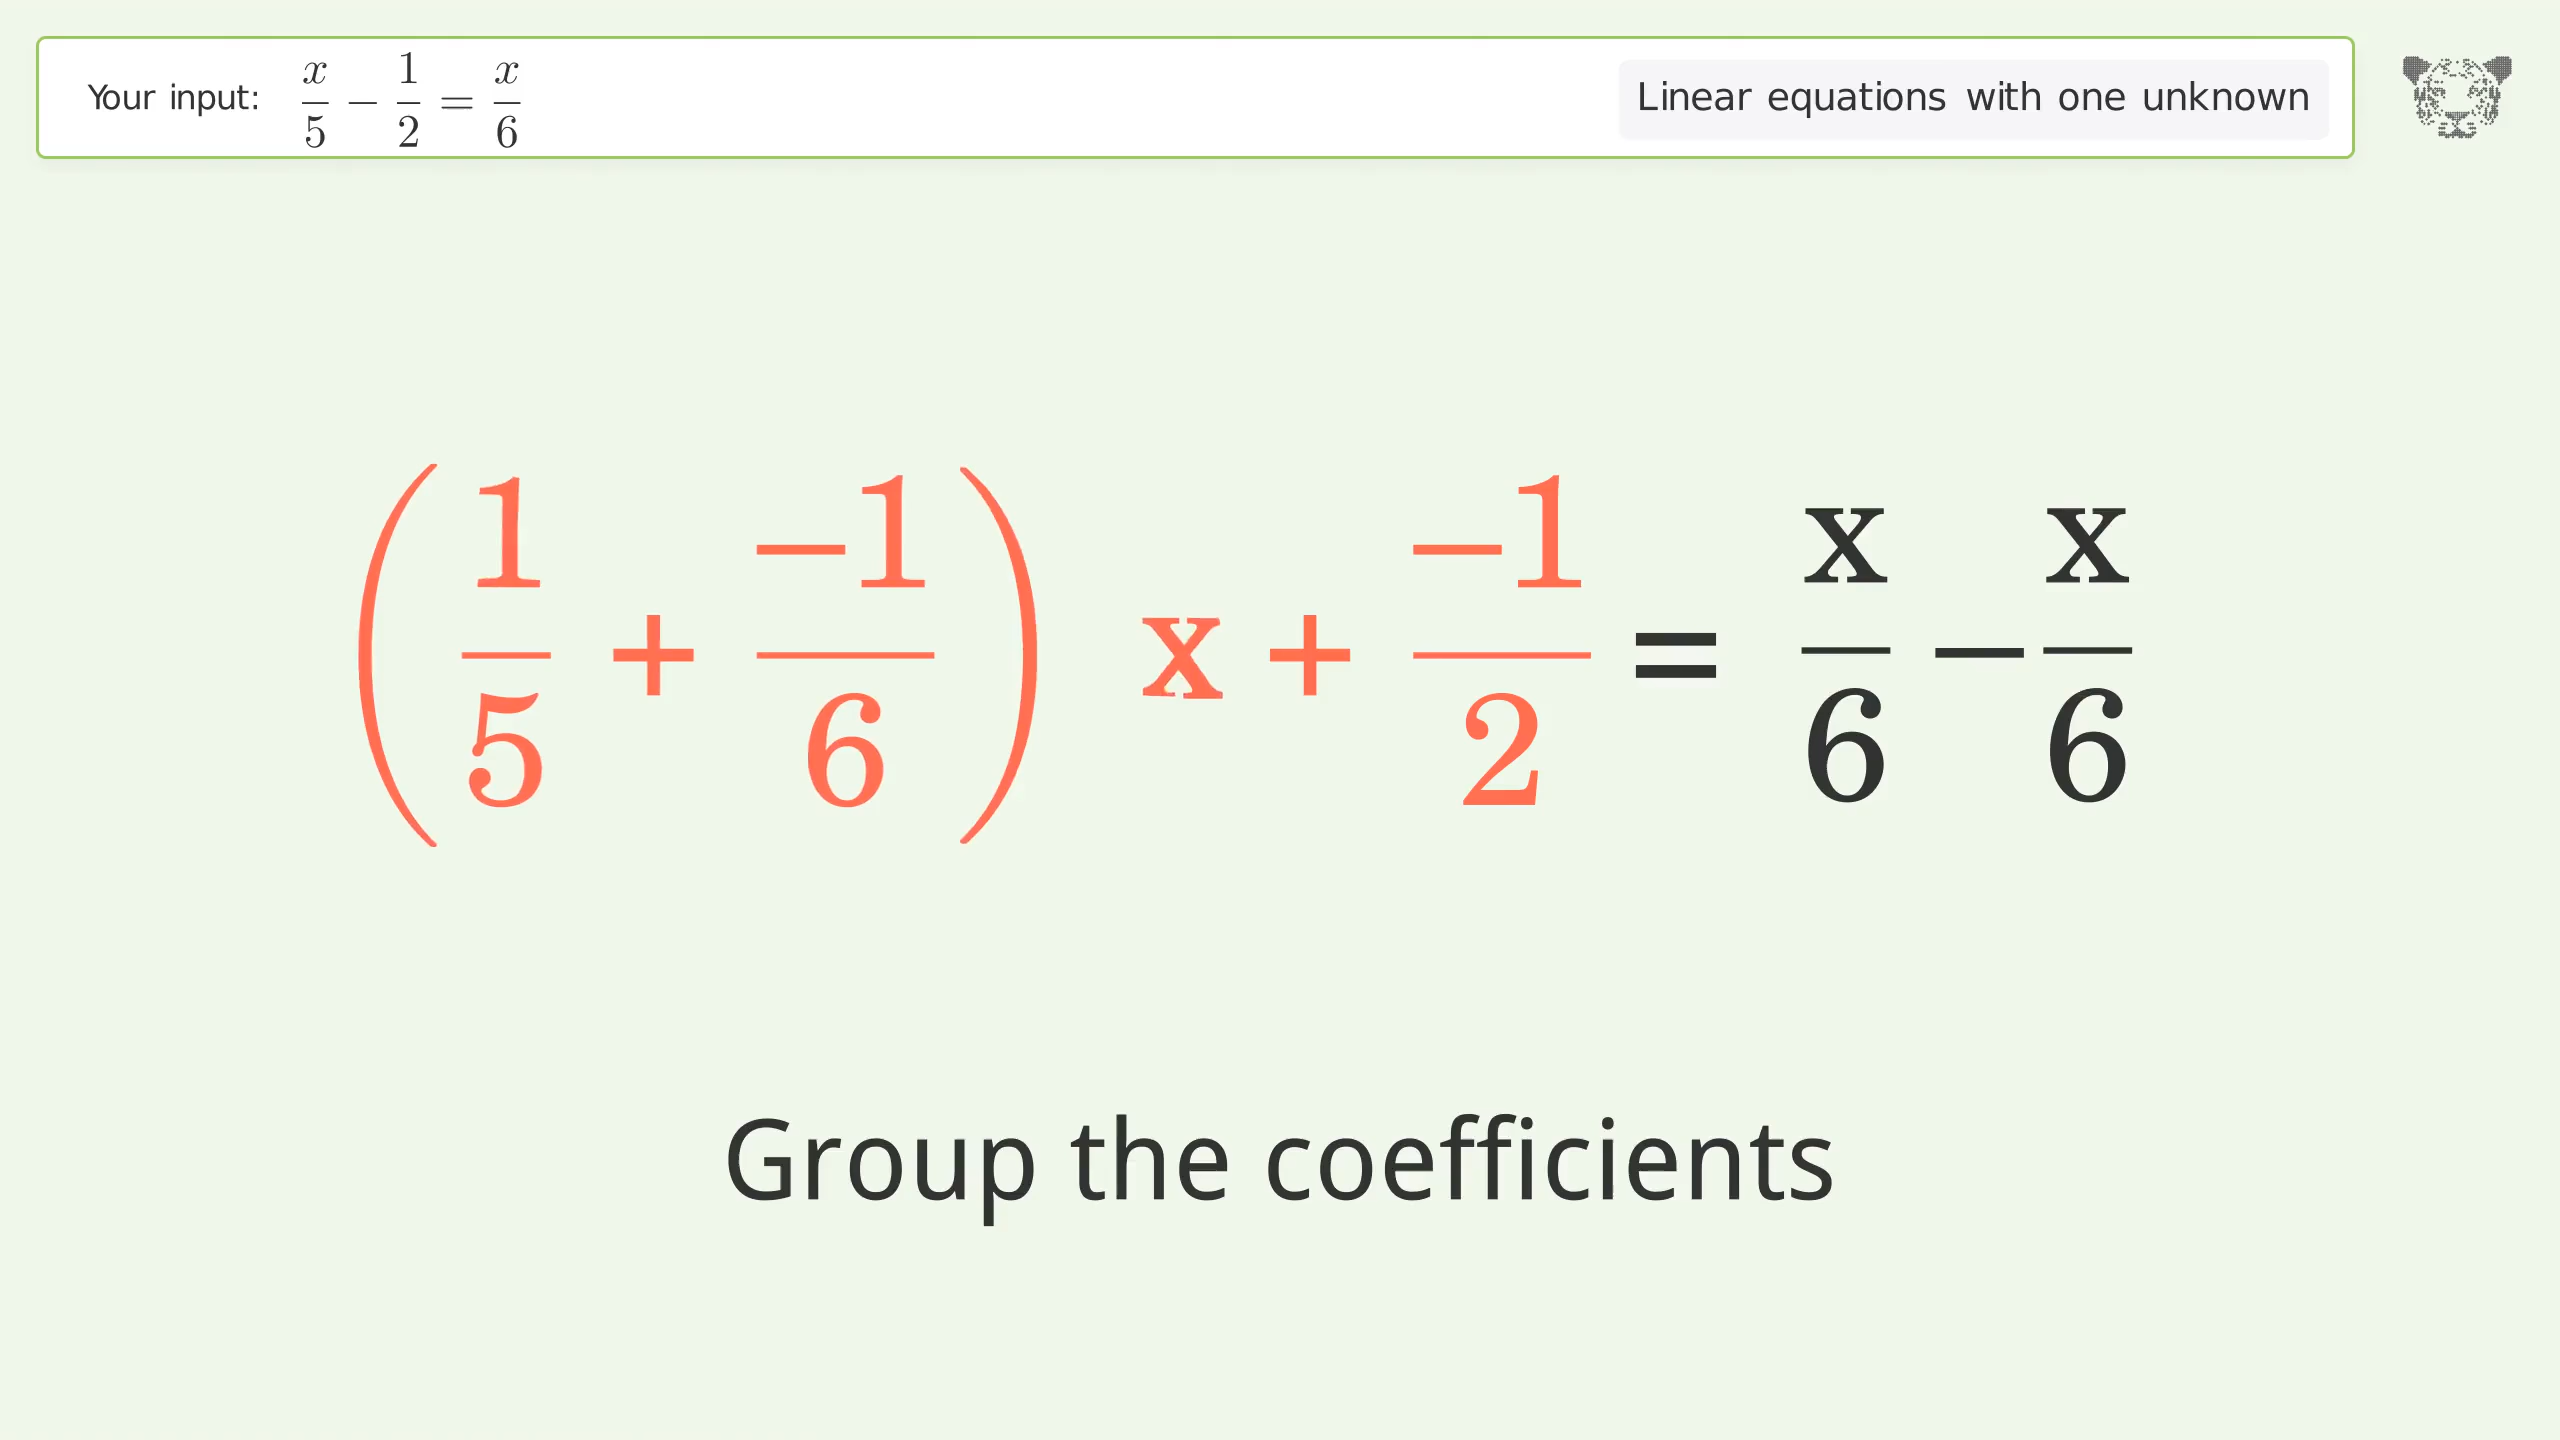 Your input: x/5 − 1/2 = x/6
Linear equations with one unknown
(1/5 + −1/6) x + −1/2 = x/6 − x/6
Group the coefficients